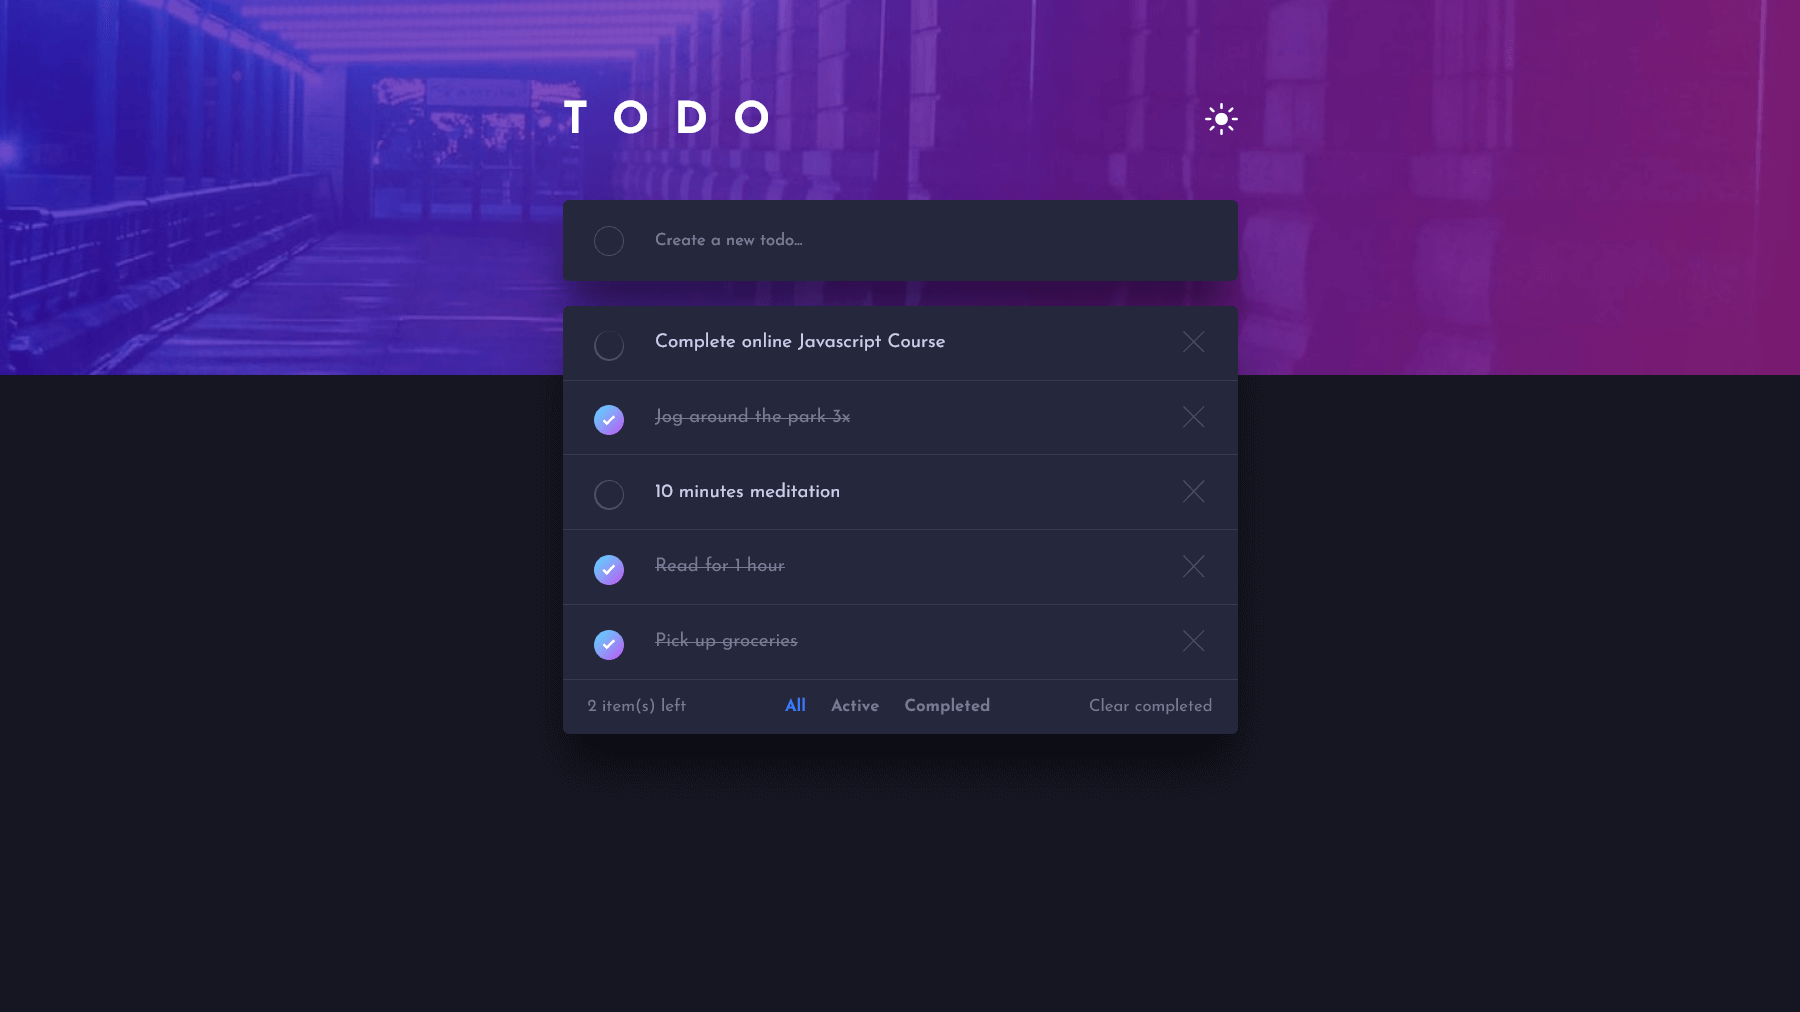 TODO
Create a new todo...
Complete online Javascript Course
Jog around the park 3x
10 minutes meditation
Read for 1 hour
Pick up groceries
2 item(s) left All Active Completed Clear completed